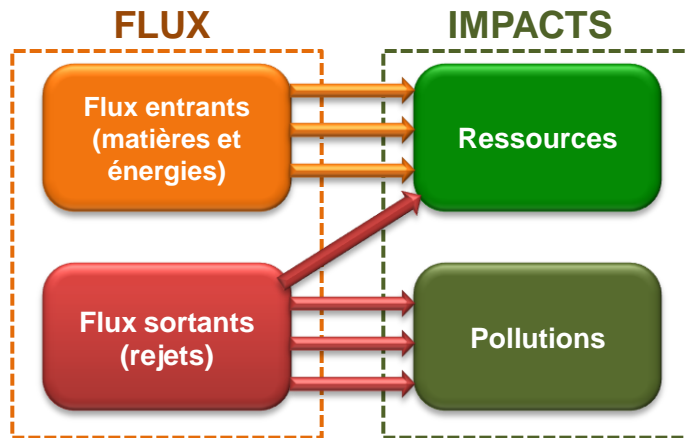 FLUX
IMPACTS
Flux entrants
(matières et
énergies)
Ressources
Flux sortants
(rejets)
Pollutions